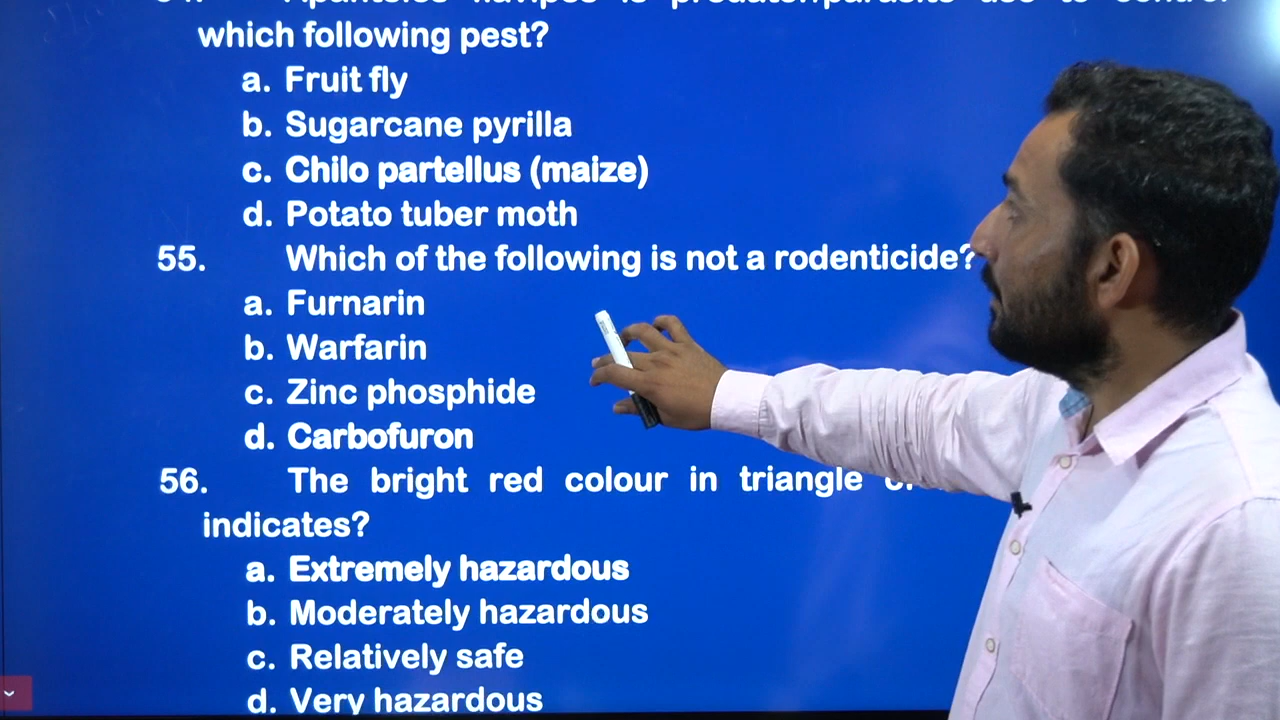 which following pest?
a. Fruit fly
b. Sugarcane pyrilla
c. Chilo partellus (maize)
d. Potato tuber moth
55. Which of the following is not a rodenticide?
a. Furnarin
b. Warfarin
c. Zinc phosphide
d. Carbofuron
56. The bright red colour in triangle
indicates?
a. Extremely hazardous
b. Moderately hazardous
c. Relatively safe
d. Very hazardous